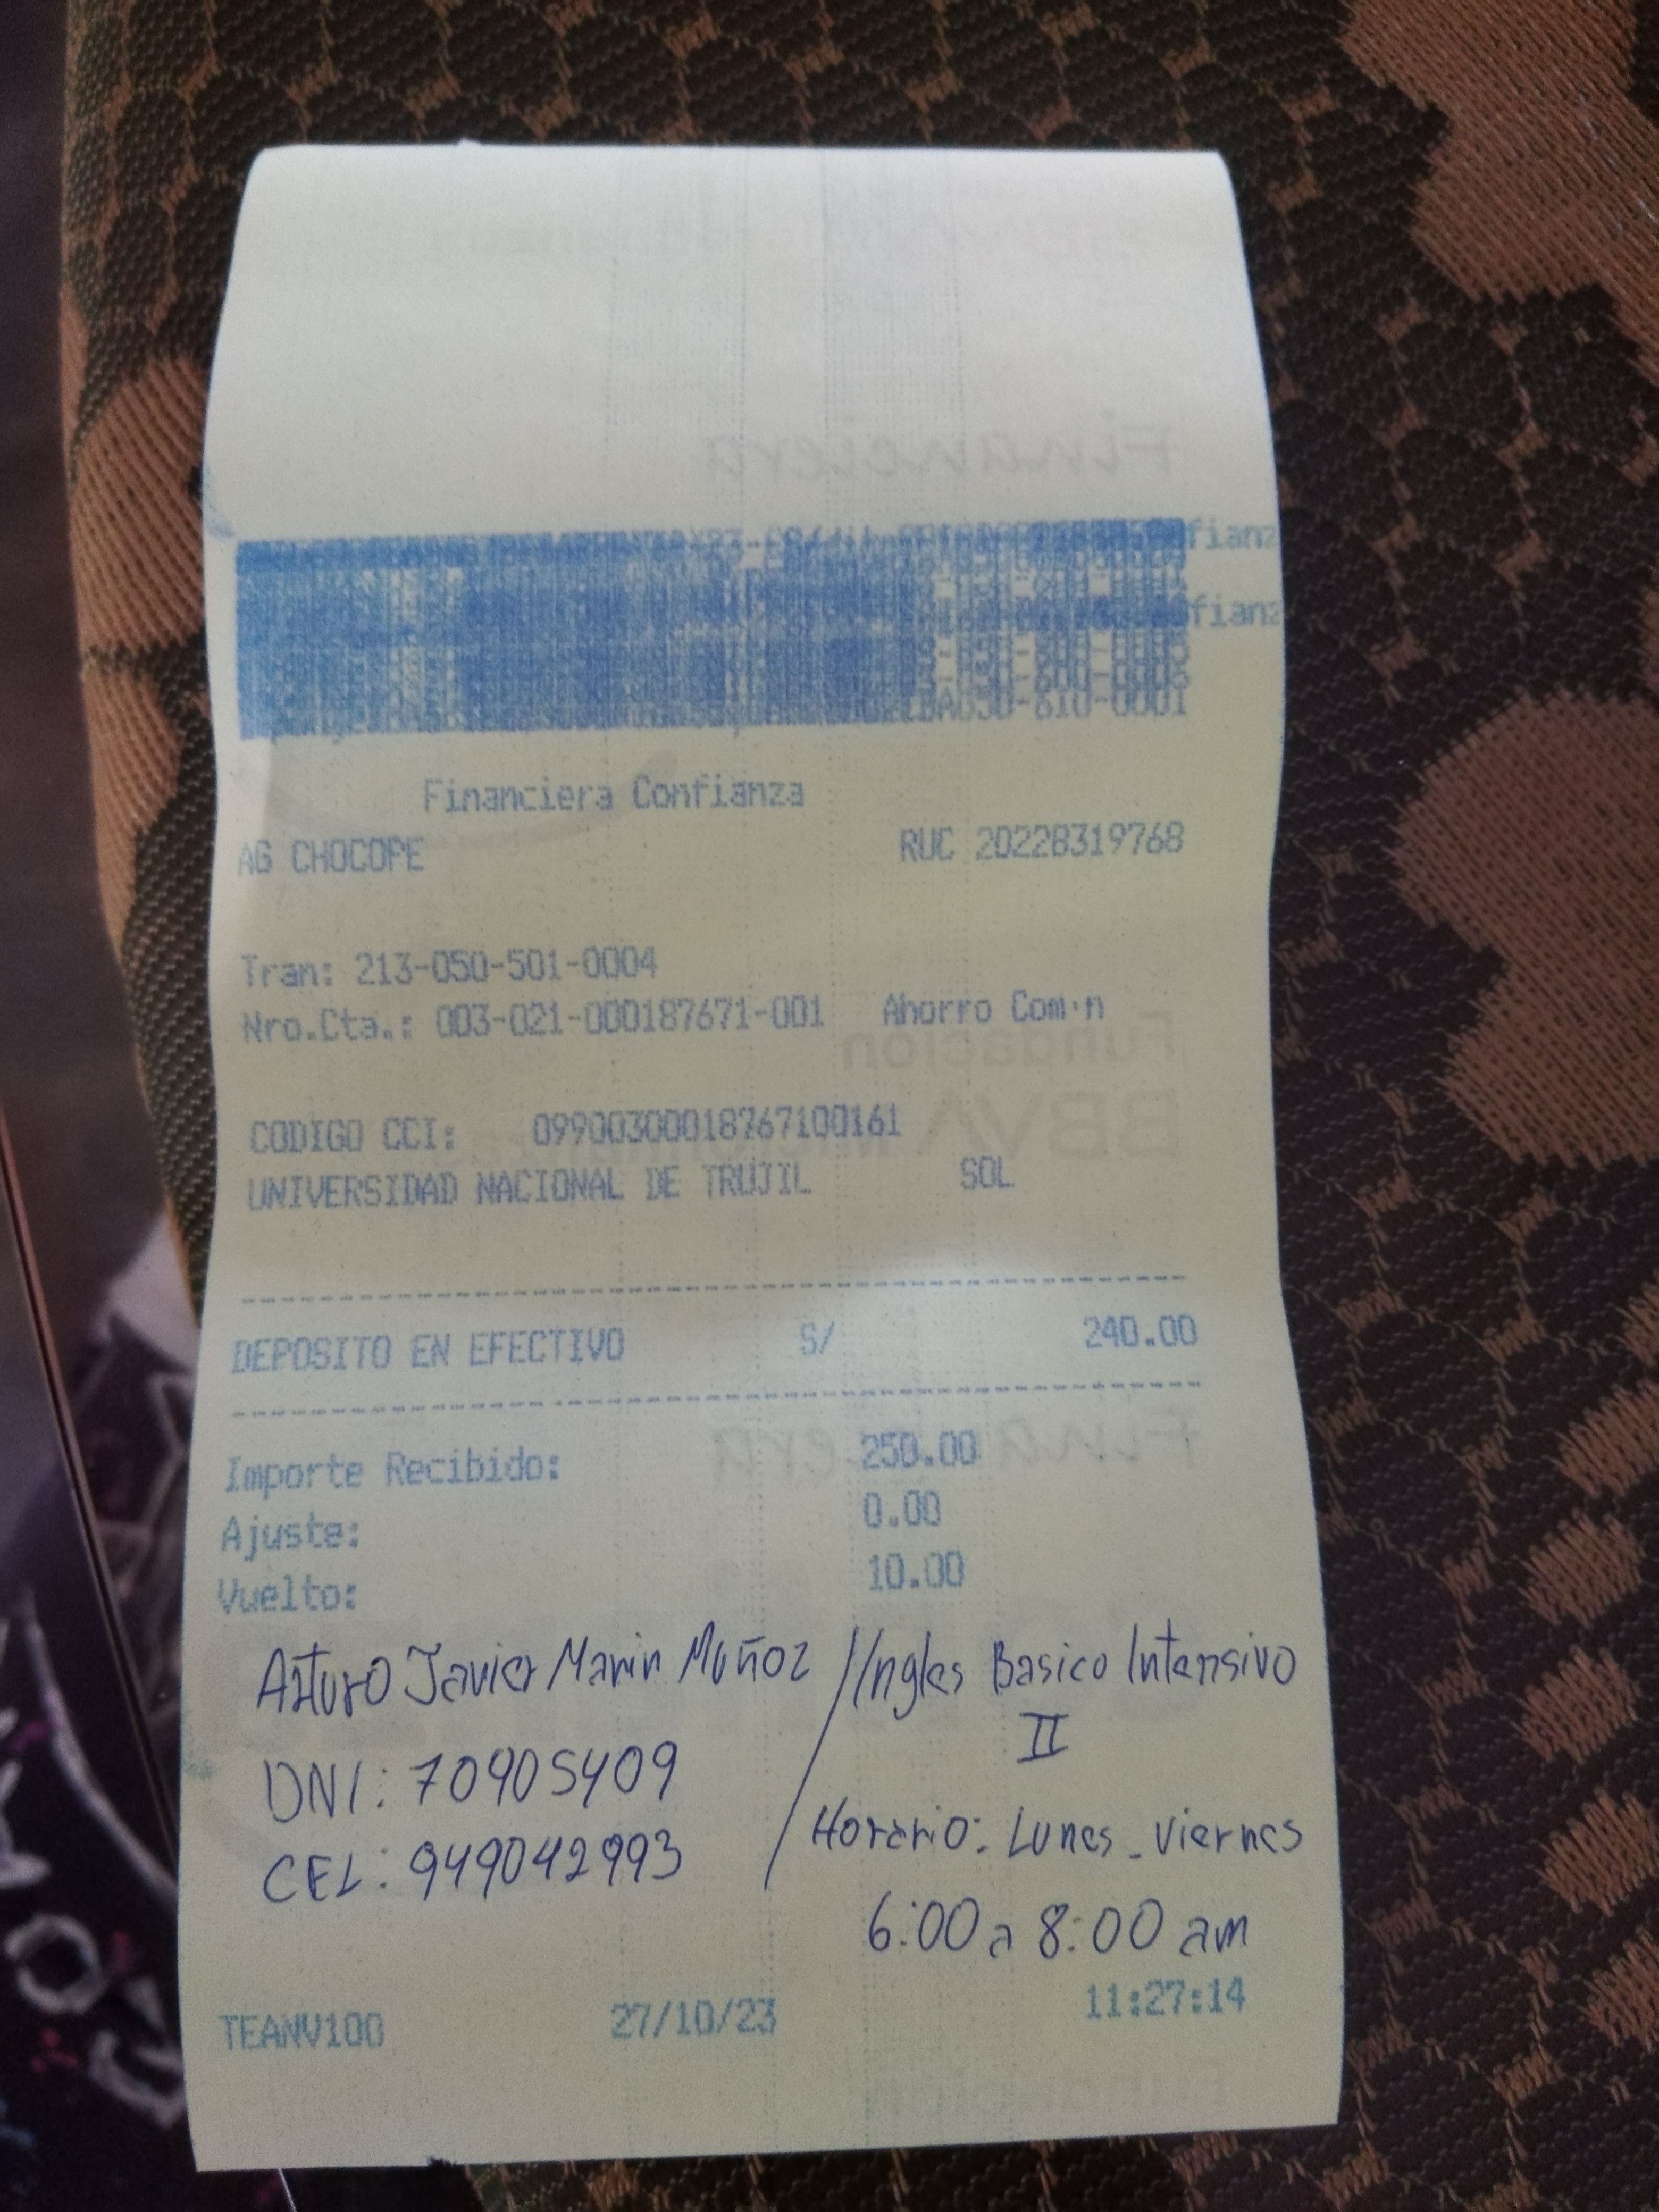 Financiera Confianza
AG CHOCOPE RUC 20228319768
Tran: 213-050-501-0004
Nro.Cta.: 003-021-000187671-001 Ahorro Com·n
CODIGO CCI: 09900300018767100161
UNIVERSIDAD NACIONAL DE TRUJIL SOL
DEPOSITO EN EFECTIVO S/ 240.00
Importe Recibido: 250.00
Ajuste: 0.00
Vuelto: 10.00
Arturo Javier Marin Muñoz / Ingles Basico Intensivo
II
DNI: 70905409
Horario: Lunes - Viernes
CEL: 949042993
6:00 a 8:00 am
TEANV100 27/10/23 11:27:14